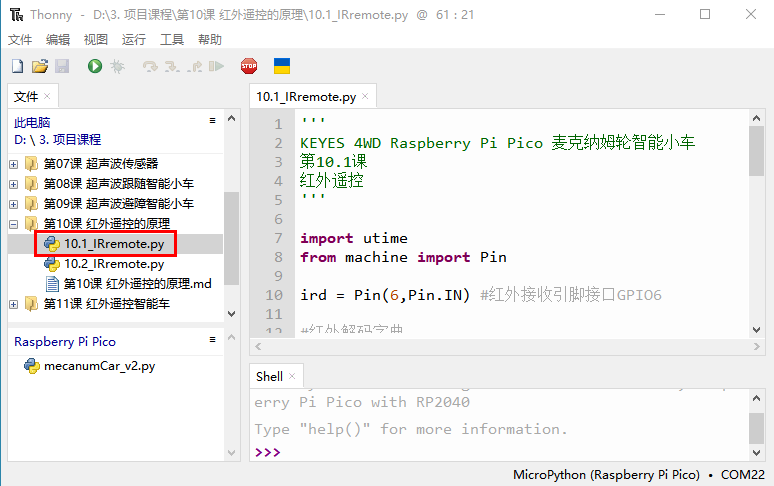 Thonny - D:\3. 项目课程\第10课 红外遥控的原理\10.1_IRremote.py @ 61 : 21
文件 编辑 视图 运行 工具 帮助
STOP
文件 ×
此电脑
D: \ 3. 项目课程
第07课 超声波传感器
第08课 超声波跟随智能小车
第09课 超声波避障智能小车
第10课 红外遥控的原理
10.1_IRremote.py
10.2_IRremote.py
第10课 红外遥控的原理.md
第11课 红外遥控智能车
Raspberry Pi Pico
mecanumCar_v2.py
10.1_IRremote.py ×
1 '''
2 KEYES 4WD Raspberry Pi Pico 麦克纳姆轮智能小车
3 第10.1课
4 红外遥控
5 '''
6
7 import utime
8 from machine import Pin
9
10 ird = Pin(6,Pin.IN) #红外接收引脚接口GPIO6
11
12 #红外解码字典
Shell ×
erry Pi Pico with RP2040
Type "help()" for more information.
>>>
MicroPython (Raspberry Pi Pico) • COM22